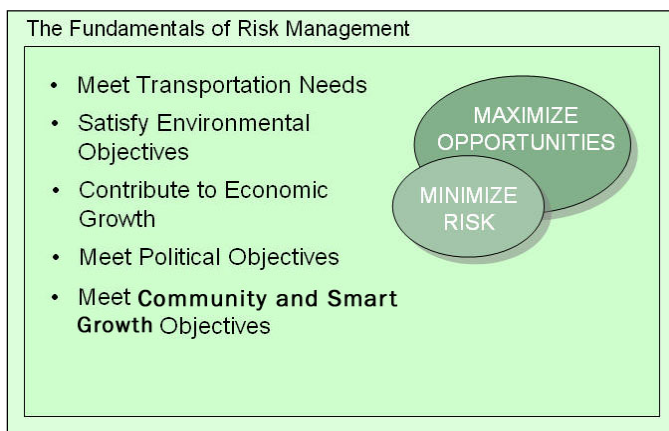 The Fundamentals of Risk Management
• Meet Transportation Needs
• Satisfy Environmental
Objectives
• Contribute to Economic
Growth
• Meet Political Objectives
• Meet Community and Smart
Growth Objectives
MAXIMIZE
OPPORTUNITIES
MINIMIZE
RISK